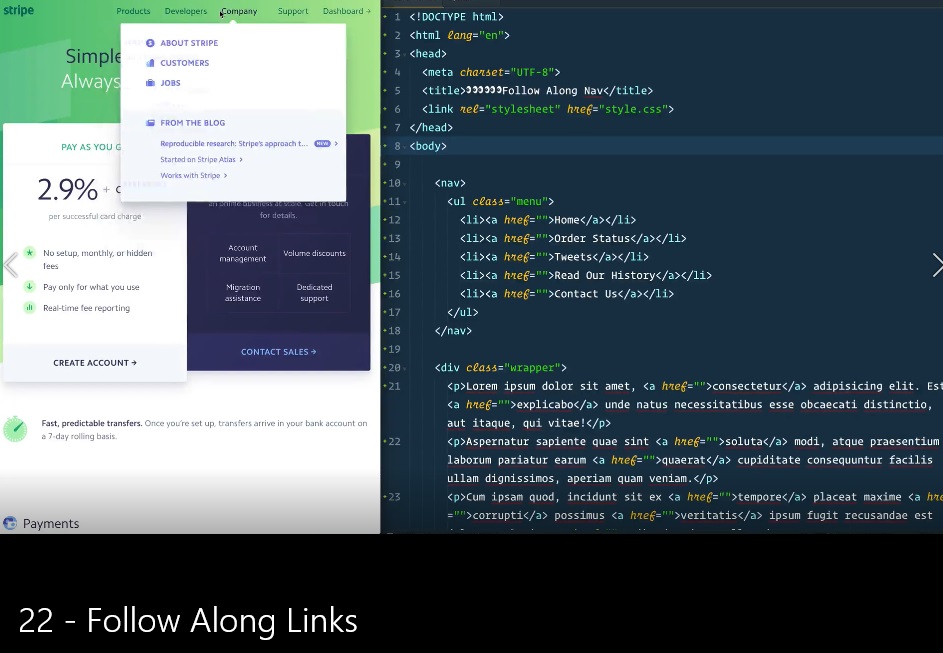 stripe
Products Developers Company Support Dashboard →
ABOUT STRIPE
CUSTOMERS
JOBS
FROM THE BLOG
Reproducible research: Stripe's approach t... NEW >
Started on Stripe Atlas >
Works with Stripe >
Simple
Always
PAY AS YOU G
2.9% + C
per successful card charge
No setup, monthly, or hidden
fees
Pay only for what you use
Real-time fee reporting
CREATE ACCOUNT →
an online business at scale. Get in touch
for details.
Account
management
Volume discounts
Migration
assistance
Dedicated
support
CONTACT SALES →
Fast, predictable transfers. Once you're set up, transfers arrive in your bank account on
a 7-day rolling basis.
Payments
1 <!DOCTYPE html>
2 <html lang="en">
3 <head>
4 <meta charset="UTF-8">
5 <title>👀👀👀Follow Along Nav</title>
6 <link rel="stylesheet" href="style.css">
7 </head>
8 <body>
9
10 <nav>
11 <ul class="menu">
12 <li><a href="">Home</a></li>
13 <li><a href="">Order Status</a></li>
14 <li><a href="">Tweets</a></li>
15 <li><a href="">Read Our History</a></li>
16 <li><a href="">Contact Us</a></li>
17 </ul>
18 </nav>
19
20 <div class="wrapper">
21 <p>Lorem ipsum dolor sit amet, <a href="">consectetur</a> adipisicing elit. Est
<a href="">explicabo</a> unde natus necessitatibus esse obcaecati distinctio,
aut itaque, qui vitae!</p>
22 <p>Aspernatur sapiente quae sint <a href="">soluta</a> modi, atque praesentium
laborum pariatur earum <a href="">quaerat</a> cupiditate consequuntur facilis
ullam dignissimos, aperiam quam veniam.</p>
23 <p>Cum ipsam quod, incidunt sit ex <a href="">tempore</a> placeat maxime <a hre
="">corrupti</a> possimus <a href="">veritatis</a> ipsum fugit recusandae est
22 - Follow Along Links